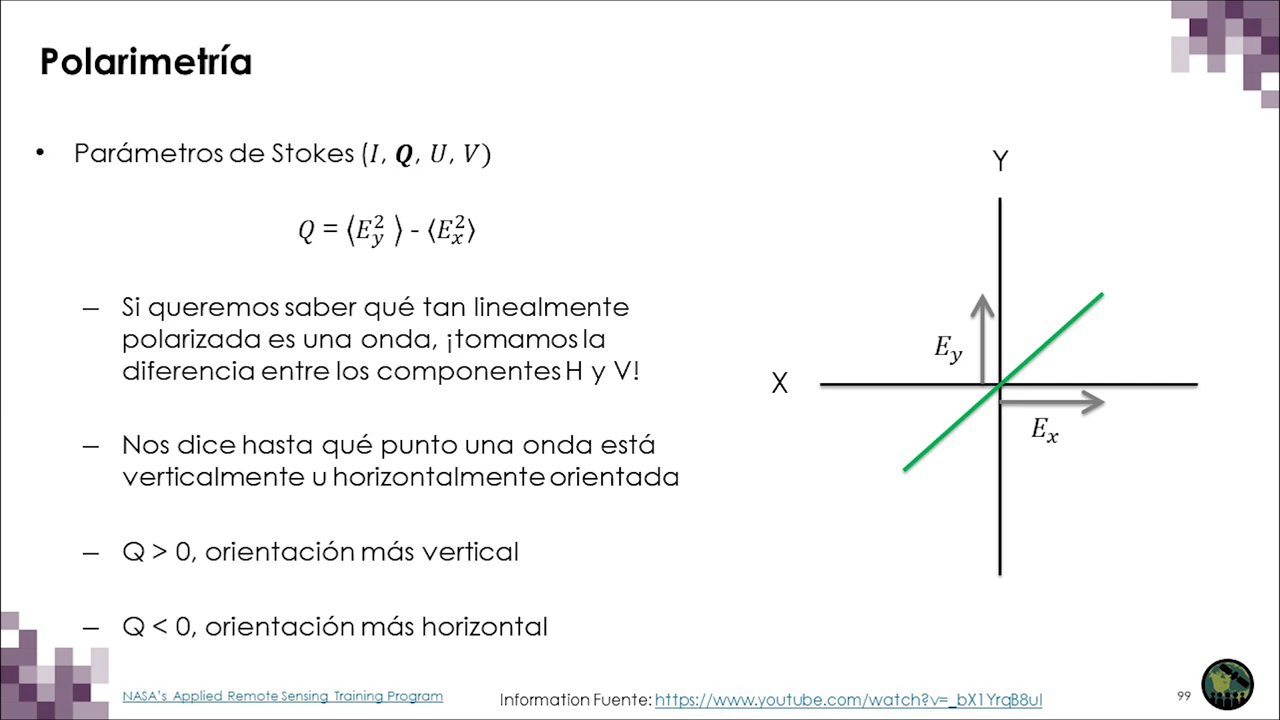 Polarimetría
• Parámetros de Stokes (I, Q, U, V)
Q = ⟨E_y^2⟩ - ⟨E_x^2⟩
– Si queremos saber qué tan linealmente
polarizada es una onda, ¡tomamos la
diferencia entre los componentes H y V!
– Nos dice hasta qué punto una onda está
verticalmente u horizontalmente orientada
– Q > 0, orientación más vertical
– Q < 0, orientación más horizontal
Y
E_y
X
E_x
NASA's Applied Remote Sensing Training Program
Information Fuente: https://www.youtube.com/watch?v=_bX1YrqB8uI
99